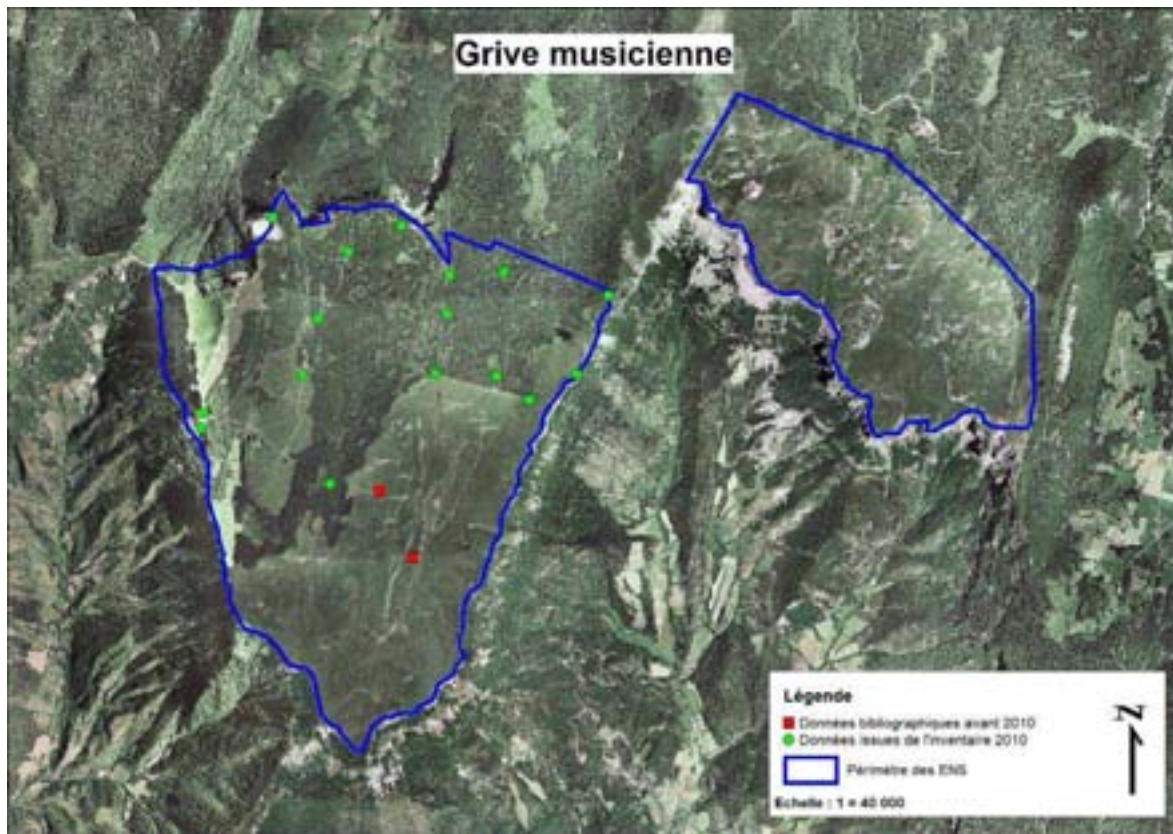 Grive musicienne
Légende
Données bibliographiques avant 2010
Données issues de l'inventaire 2010
Périmètre des ENS
Echelle : 1 = 40 000
N